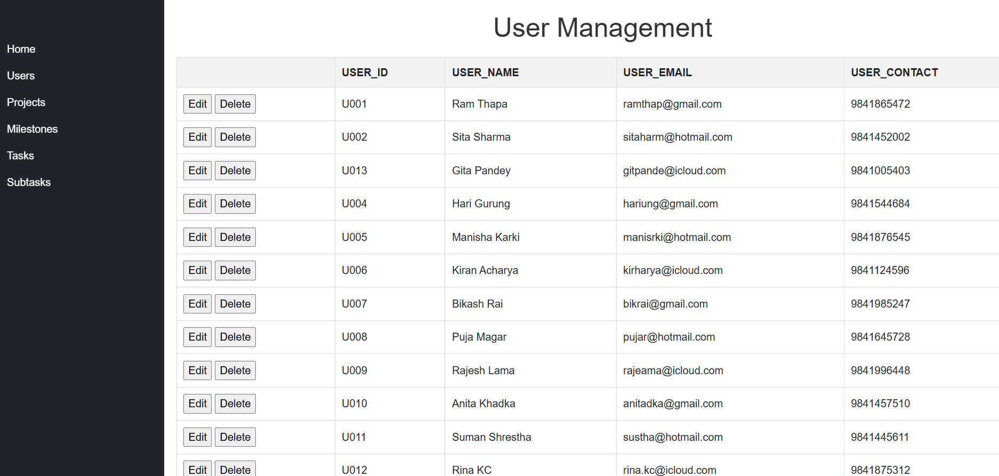 Home
Users
Projects
Milestones
Tasks
Subtasks
User Management
USER_ID USER_NAME USER_EMAIL USER_CONTACT
Edit Delete U001 Ram Thapa ramthap@gmail.com 9841865472
Edit Delete U002 Sita Sharma sitaharm@hotmail.com 9841452002
Edit Delete U013 Gita Pandey gitpande@icloud.com 9841005403
Edit Delete U004 Hari Gurung hariung@gmail.com 9841544684
Edit Delete U005 Manisha Karki manisrki@hotmail.com 9841876545
Edit Delete U006 Kiran Acharya kirharya@icloud.com 9841124596
Edit Delete U007 Bikash Rai bikrai@gmail.com 9841985247
Edit Delete U008 Puja Magar pujar@hotmail.com 9841645728
Edit Delete U009 Rajesh Lama rajeama@icloud.com 9841996448
Edit Delete U010 Anita Khadka anitadka@gmail.com 9841457510
Edit Delete U011 Suman Shrestha sustha@hotmail.com 9841445611
Edit Delete U012 Rina KC rina.kc@icloud.com 9841875312